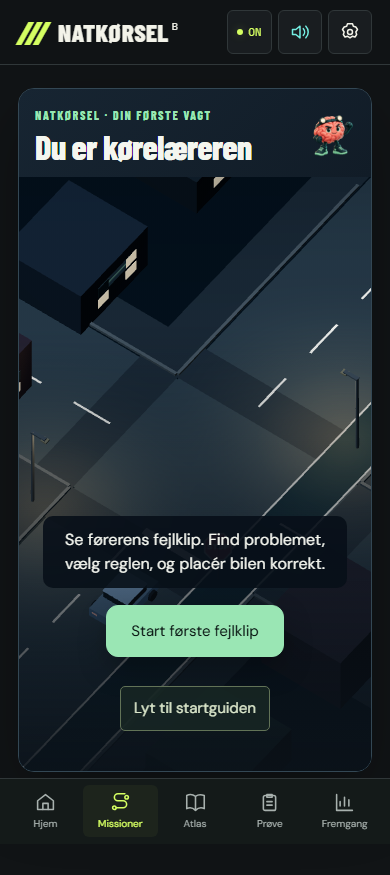 NATKØRSEL B
ON
NATKØRSEL · DIN FØRSTE VAGT
Du er kørelæreren
Se førerens fejlklip. Find problemet,
vælg reglen, og placér bilen korrekt.
Start første fejlklip
Lyt til startguiden
Hjem
Missioner
Atlas
Prøve
Fremgang